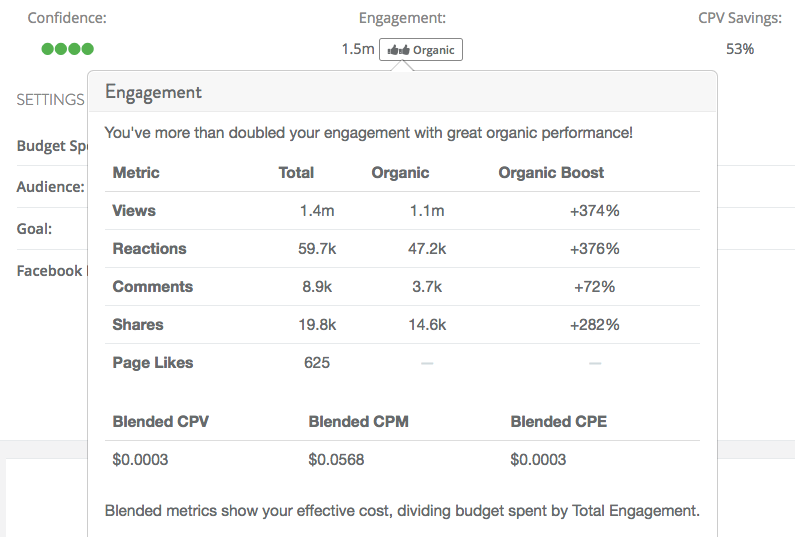 Confidence: Engagement: CPV Savings:
1.5m Organic 53%
SETTINGS
Engagement
You've more than doubled your engagement with great organic performance!
Budget
Metric Total Organic Organic Boost
Audience:
Views 1.4m 1.1m +374%
Goal:
Reactions 59.7k 47.2k +376%
Facebook
Comments 8.9k 3.7k +72%
Shares 19.8k 14.6k +282%
Page Likes 625 — —
Blended CPV Blended CPM Blended CPE
$0.0003 $0.0568 $0.0003
Blended metrics show your effective cost, dividing budget spent by Total Engagement.